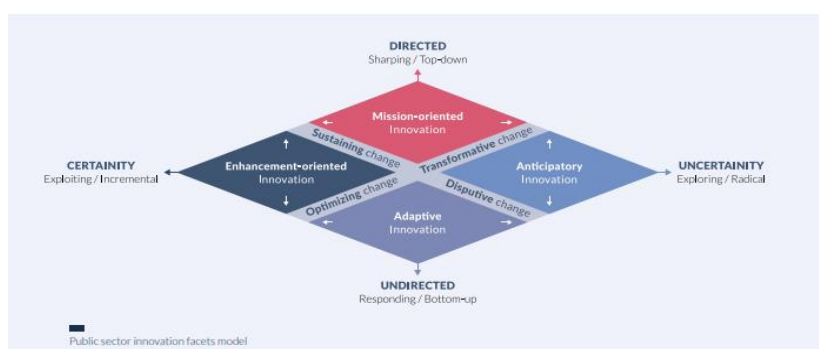 DIRECTED
Sharping / Top-down
Mission-oriented
Innovation
Sustaining change
Transformative change
CERTAINITY
Exploiting / Incremental
Enhancement-oriented
Innovation
Anticipatory
Innovation
UNCERTAINITY
Exploring / Radical
Optimizing change
Disputive change
Adaptive
Innovation
UNDIRECTED
Responding / Bottom-up
Public sector innovation facets model